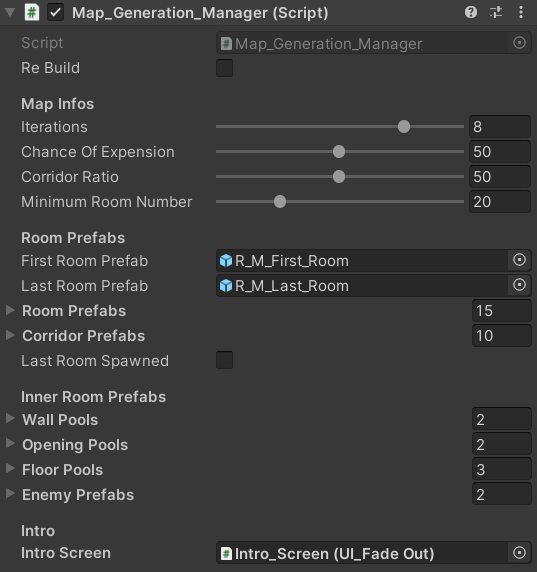 Map_Generation_Manager (Script)
Script Map_Generation_Manager
Re Build
Map Infos
Iterations 8
Chance Of Expension 50
Corridor Ratio 50
Minimum Room Number 20
Room Prefabs
First Room Prefab R_M_First_Room
Last Room Prefab R_M_Last_Room
Room Prefabs 15
Corridor Prefabs 10
Last Room Spawned
Inner Room Prefabs
Wall Pools 2
Opening Pools 2
Floor Pools 3
Enemy Prefabs 2
Intro
Intro Screen Intro_Screen (UI_Fade Out)